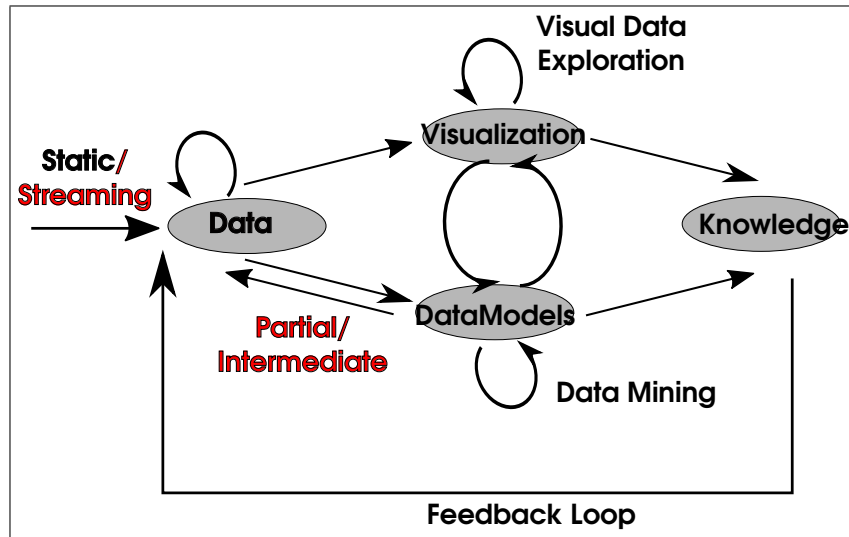 Visual Data
Exploration
Visualization
Static/
Streaming
Data
Knowledge
DataModels
Partial/
Intermediate
Data Mining
Feedback Loop